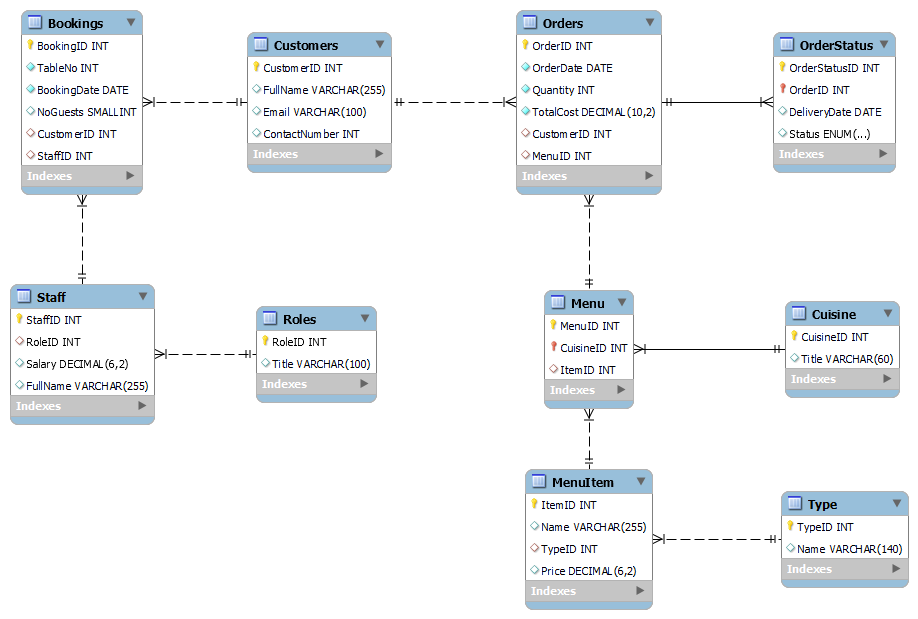 Bookings
BookingID INT
TableNo INT
BookingDate DATE
NoGuests SMALLINT
CustomerID INT
StaffID INT
Indexes
Customers
CustomerID INT
FullName VARCHAR(255)
Email VARCHAR(100)
ContactNumber INT
Indexes
Orders
OrderID INT
OrderDate DATE
Quantity INT
TotalCost DECIMAL(10,2)
CustomerID INT
MenuID INT
Indexes
OrderStatus
OrderStatusID INT
OrderID INT
DeliveryDate DATE
Status ENUM(...)
Indexes
Staff
StaffID INT
RoleID INT
Salary DECIMAL(6,2)
FullName VARCHAR(255)
Indexes
Roles
RoleID INT
Title VARCHAR(100)
Indexes
Menu
MenuID INT
CuisineID INT
ItemID INT
Indexes
Cuisine
CuisineID INT
Title VARCHAR(60)
Indexes
MenuItem
ItemID INT
Name VARCHAR(255)
TypeID INT
Price DECIMAL(6,2)
Indexes
Type
TypeID INT
Name VARCHAR(140)
Indexes